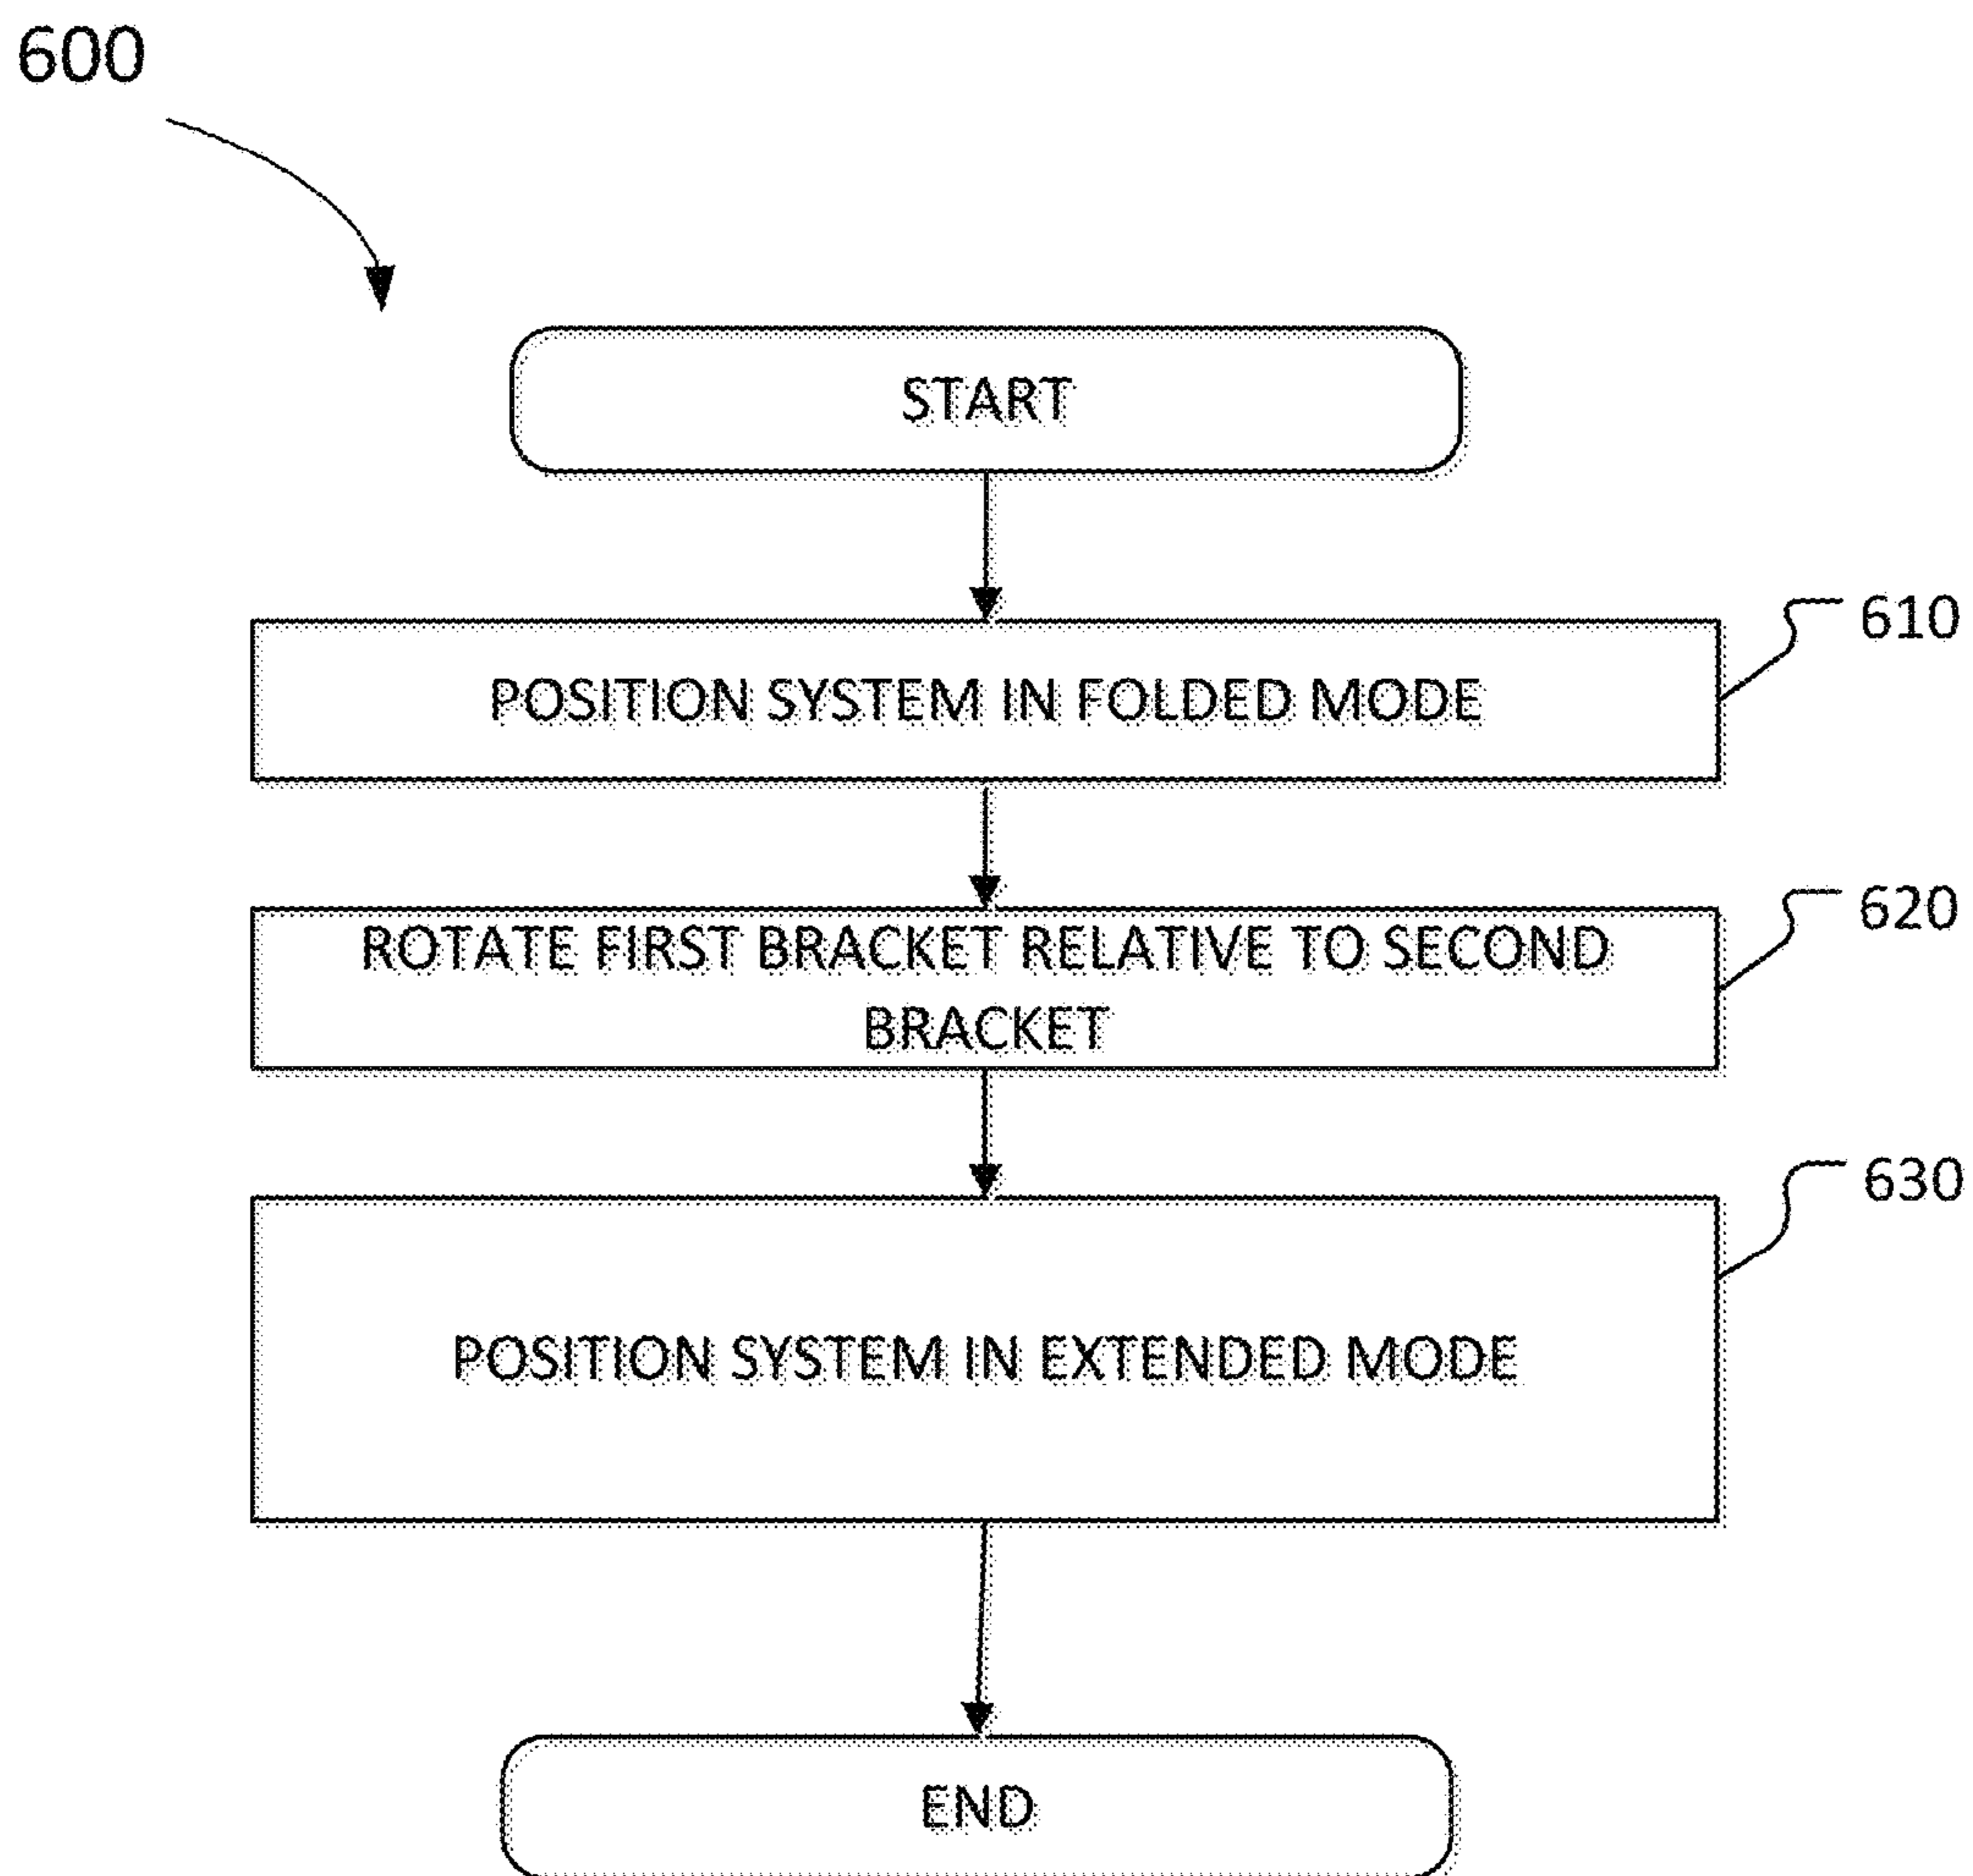 600
START
POSITION SYSTEM IN FOLDED MODE
610
ROTATE FIRST BRACKET RELATIVE TO SECOND
BRACKET
620
POSITION SYSTEM IN EXTENDED MODE
630
END